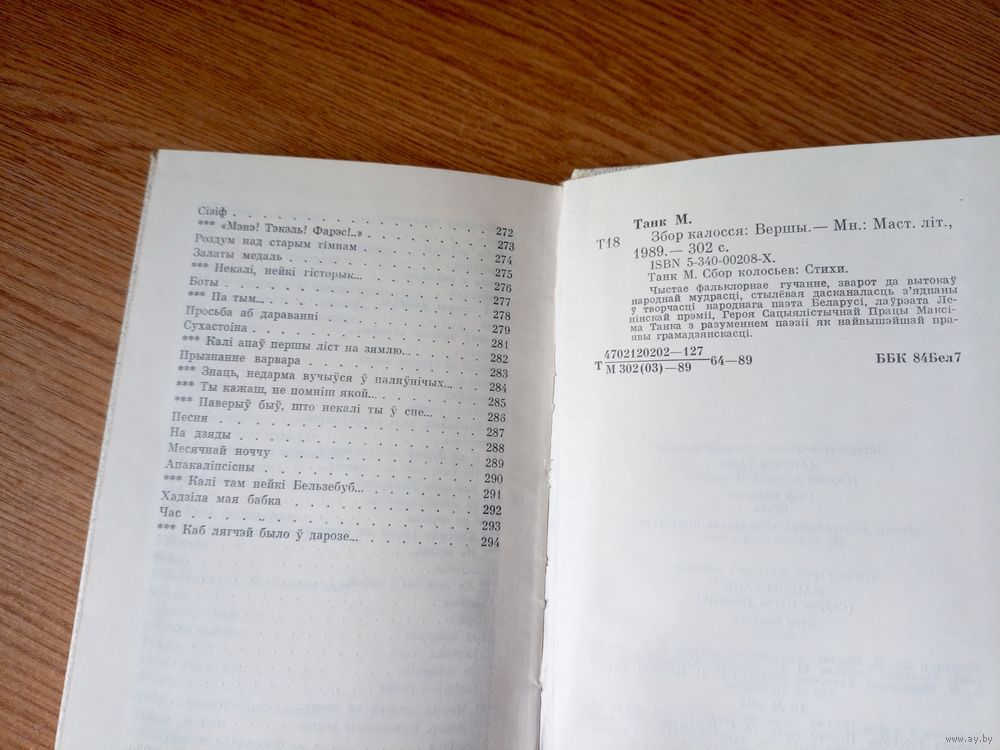 Сізіф . . . . . . . . . . 272
*** «Мэнэ! Тэкэль! Фарэс!..» . . . . 273
Роздум над старым гімнам . . . . 274
Залаты медаль . . . . . . . 275
*** Некалі, нейкі гісторык... . . . . 276
Боты . . . . . . . . . . 277
*** Па тым... . . . . . . . . 278
Просьба аб дараванні . . . . . 279
Сухастоіна . . . . . . . . 281
*** Калі апаў першы ліст на зямлю... . . 282
Прызнанне варвара . . . . . . 283
*** Знаць, недарма вучыўся ў паляўнічых... . 284
*** Ты кажаш, не помніш якой... . . . 285
*** Паверыў быў, што некалі ты ў сне... . 286
Песня . . . . . . . . . . 287
На дзяды . . . . . . . . . 288
Месячнай ноччу . . . . . . . 289
Апакаліпсісны . . . . . . . 290
*** Калі там нейкі Бельзебуб... . . . . 291
Хадзіла мая бабка . . . . . . 292
Час . . . . . . . . . . 293
*** Каб лягчэй было ў дарозе... . . . . 294
Танк М.
Т18 Збор калосся: Вершы.— Мн.: Маст. літ.,
1989.— 302 с.
ISBN 5-340-00208-X.
Танк М. Сбор колосьев: Стихи.
Чыстае фальклорнае гучанне, зварот да вытокаў
народнай мудрасці, стылёвая дасканаласць з'яднаны
ў творчасці народнага паэта Беларусі, лаўрэата Ле-
нінскай прэміі, Героя Сацыялістычнай Працы Максі-
ма Танка з разуменнем паэзіі як найвышэйшай пра-
явы грамадзянскасці.
Т 4702120202—127
М 302(03)—89 64—89 ББК 84Бел7
www.ay.by